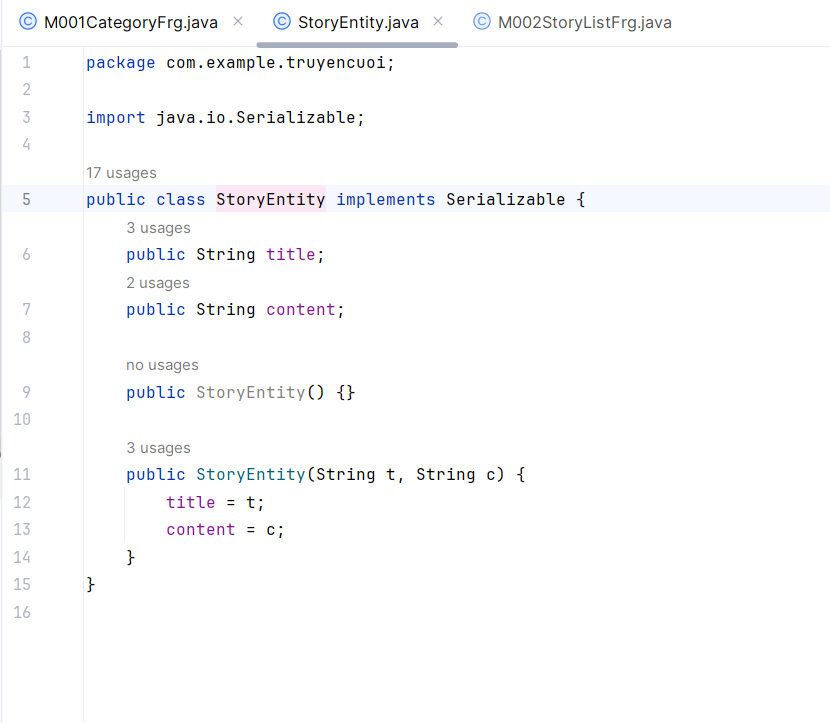 M001CategoryFrg.java × StoryEntity.java × M002StoryListFrg.java
1 package com.example.truyencuoi;
2
3 import java.io.Serializable;
4
17 usages
5 public class StoryEntity implements Serializable {
3 usages
6 public String title;
2 usages
7 public String content;
8
no usages
9 public StoryEntity() {}
10
3 usages
11 public StoryEntity(String t, String c) {
12 title = t;
13 content = c;
14 }
15 }
16